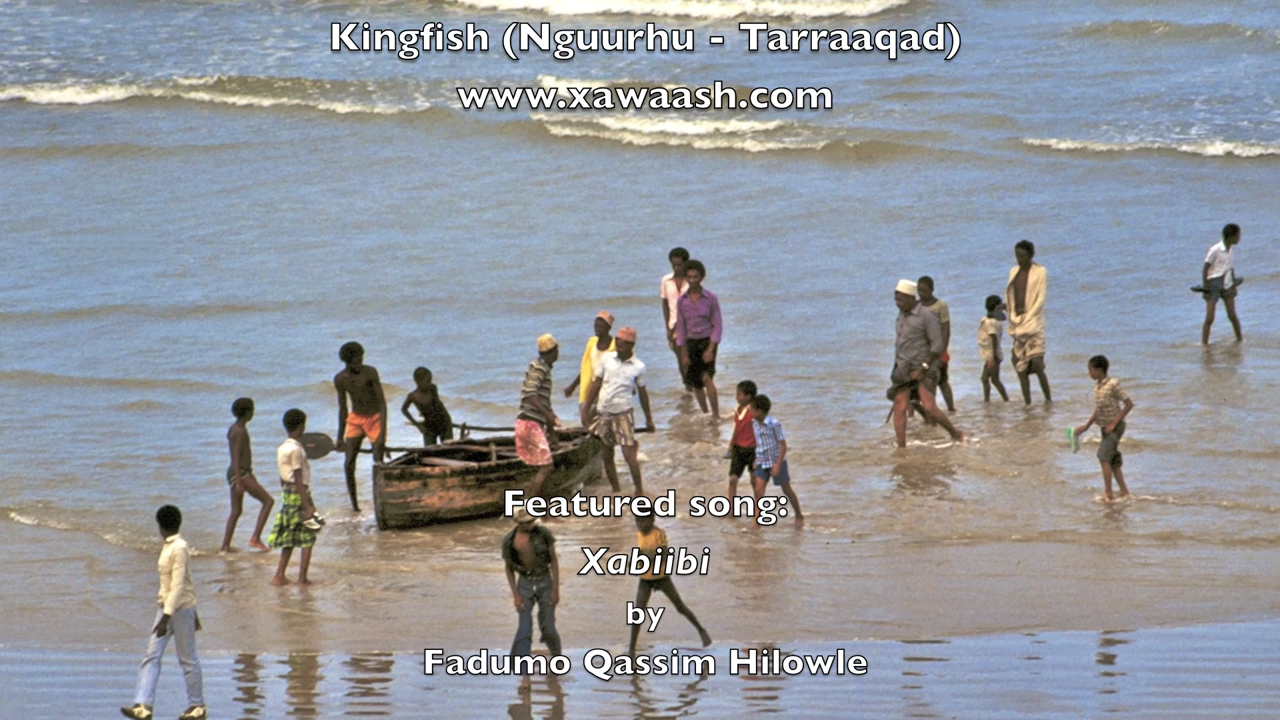 Kingfish (Nguurhu - Tarraaqad)
www.xawaash.com
Featured song:
Xabiibi
by
Fadumo Qassim Hilowle